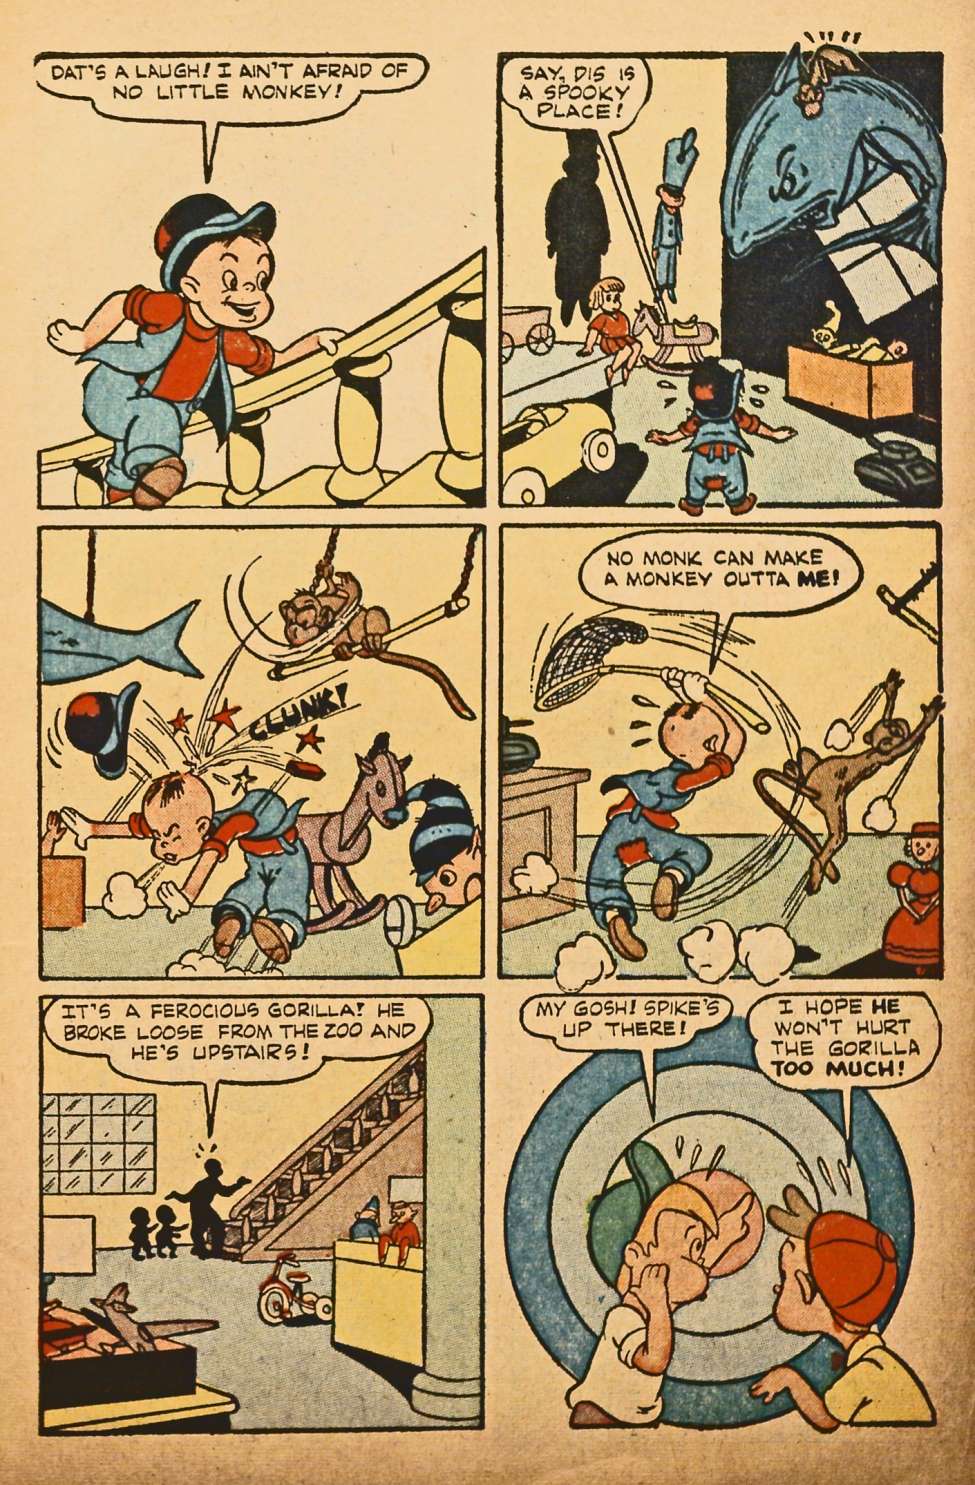 DAT'S A LAUGH! I AIN'T AFRAID OF
NO LITTLE MONKEY!
SAY, DIS IS
A SPOOKY
PLACE!
CLUNK!
NO MONK CAN MAKE
A MONKEY OUTTA ME!
IT'S A FEROCIOUS GORILLA! HE
BROKE LOOSE FROM THE ZOO AND
HE'S UPSTAIRS!
MY GOSH! SPIKE'S
UP THERE!
I HOPE HE
WON'T HURT
THE GORILLA
TOO MUCH!